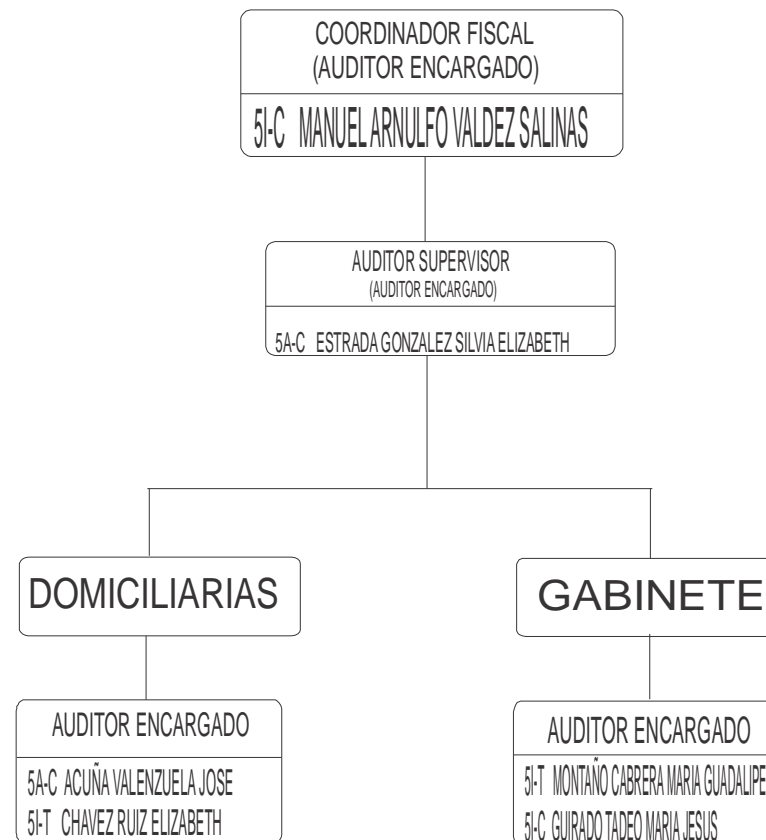 COORDINADOR FISCAL
(AUDITOR ENCARGADO)
5I-C MANUEL ARNULFO VALDEZ SALINAS
AUDITOR SUPERVISOR
(AUDITOR ENCARGADO)
5A-C ESTRADA GONZALEZ SILVIA ELIZABETH
DOMICILIARIAS
GABINETE
AUDITOR ENCARGADO
5A-C ACUÑA VALENZUELA JOSE
5I-T CHAVEZ RUIZ ELIZABETH
AUDITOR ENCARGADO
5I-T MONTAÑO CABRERA MARIA GUADALIPE
5I-C GUIRADO TADEO MARIA JESUS